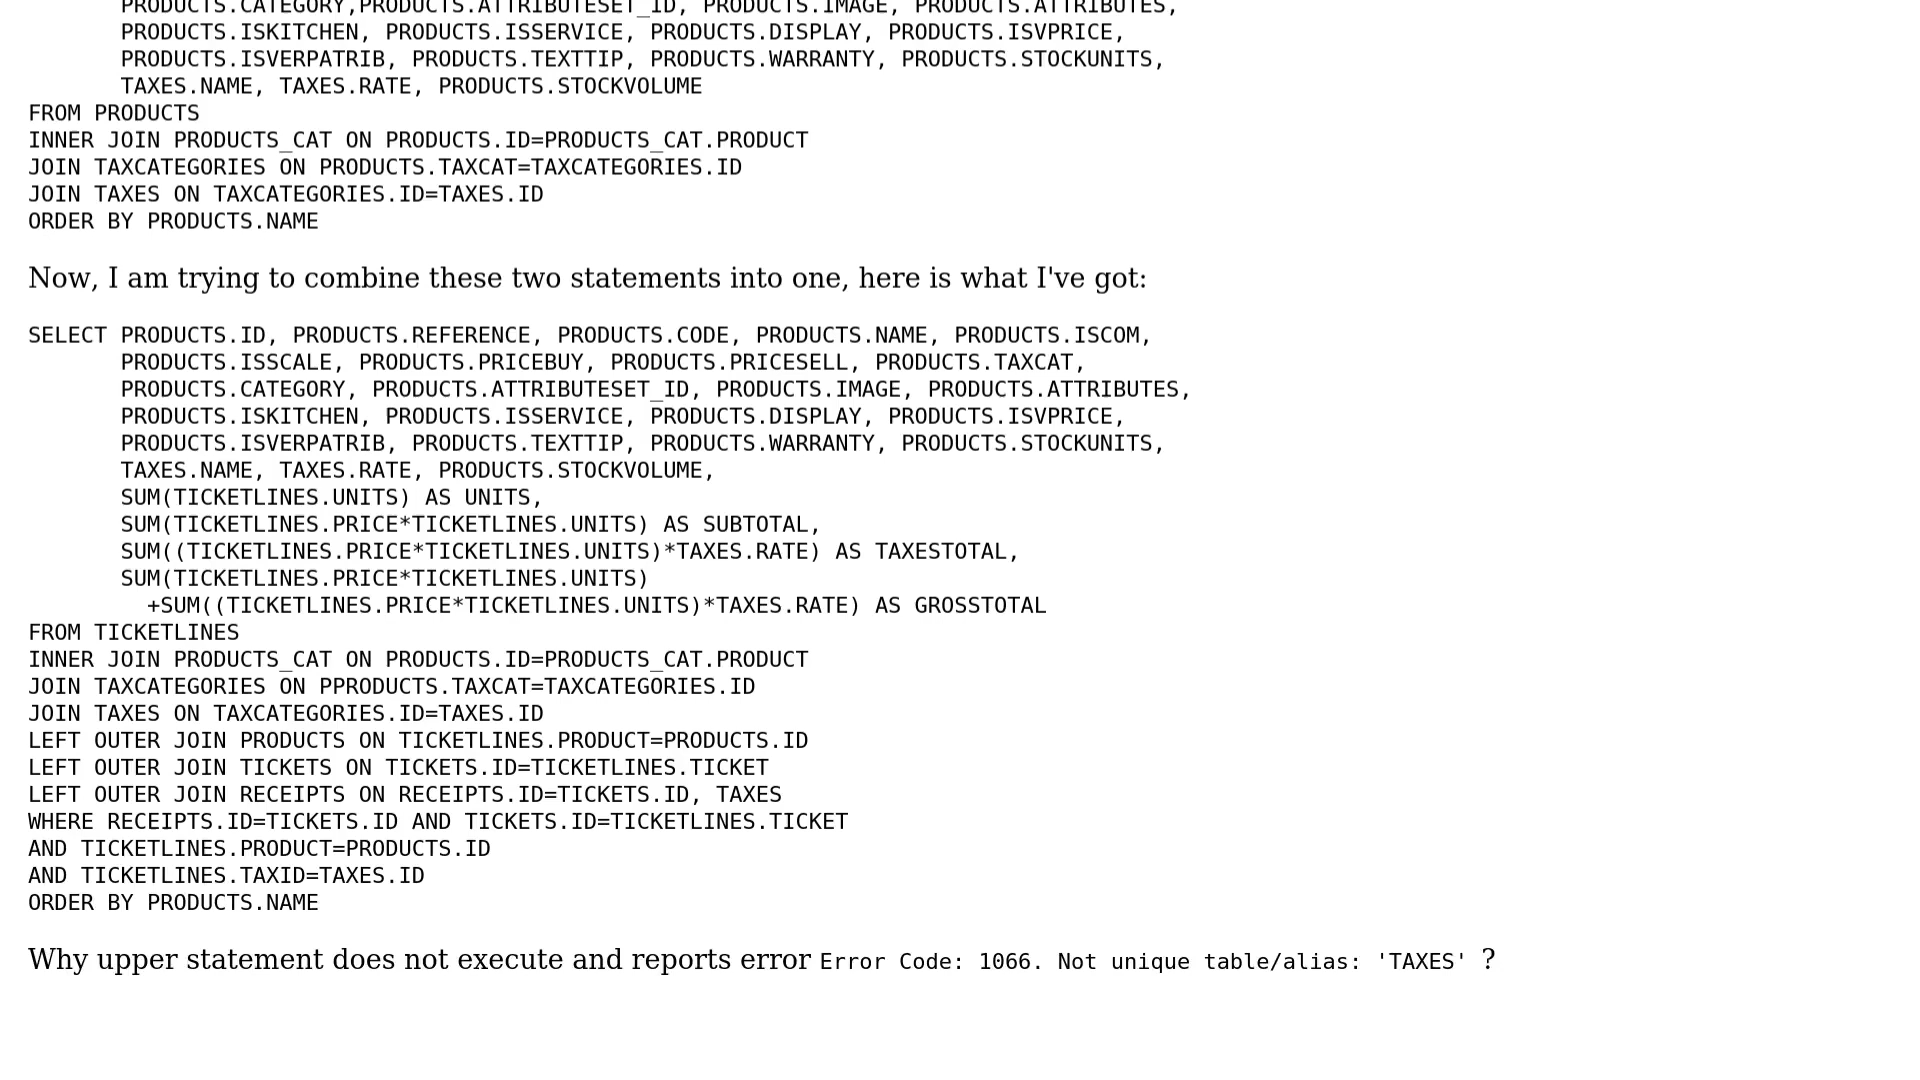 PRODUCTS.CATEGORY,PRODUCTS.ATTRIBUTESET_ID, PRODUCTS.IMAGE, PRODUCTS.ATTRIBUTES,
PRODUCTS.ISKITCHEN, PRODUCTS.ISSERVICE, PRODUCTS.DISPLAY, PRODUCTS.ISVPRICE,
PRODUCTS.ISVERPATRIB, PRODUCTS.TEXTTIP, PRODUCTS.WARRANTY, PRODUCTS.STOCKUNITS,
TAXES.NAME, TAXES.RATE, PRODUCTS.STOCKVOLUME
FROM PRODUCTS
INNER JOIN PRODUCTS_CAT ON PRODUCTS.ID=PRODUCTS_CAT.PRODUCT
JOIN TAXCATEGORIES ON PRODUCTS.TAXCAT=TAXCATEGORIES.ID
JOIN TAXES ON TAXCATEGORIES.ID=TAXES.ID
ORDER BY PRODUCTS.NAME
Now, I am trying to combine these two statements into one, here is what I've got:
SELECT PRODUCTS.ID, PRODUCTS.REFERENCE, PRODUCTS.CODE, PRODUCTS.NAME, PRODUCTS.ISCOM,
PRODUCTS.ISSCALE, PRODUCTS.PRICEBUY, PRODUCTS.PRICESELL, PRODUCTS.TAXCAT,
PRODUCTS.CATEGORY, PRODUCTS.ATTRIBUTESET_ID, PRODUCTS.IMAGE, PRODUCTS.ATTRIBUTES,
PRODUCTS.ISKITCHEN, PRODUCTS.ISSERVICE, PRODUCTS.DISPLAY, PRODUCTS.ISVPRICE,
PRODUCTS.ISVERPATRIB, PRODUCTS.TEXTTIP, PRODUCTS.WARRANTY, PRODUCTS.STOCKUNITS,
TAXES.NAME, TAXES.RATE, PRODUCTS.STOCKVOLUME,
SUM(TICKETLINES.UNITS) AS UNITS,
SUM(TICKETLINES.PRICE*TICKETLINES.UNITS) AS SUBTOTAL,
SUM((TICKETLINES.PRICE*TICKETLINES.UNITS)*TAXES.RATE) AS TAXESTOTAL,
SUM(TICKETLINES.PRICE*TICKETLINES.UNITS)
+SUM((TICKETLINES.PRICE*TICKETLINES.UNITS)*TAXES.RATE) AS GROSSTOTAL
FROM TICKETLINES
INNER JOIN PRODUCTS_CAT ON PRODUCTS.ID=PRODUCTS_CAT.PRODUCT
JOIN TAXCATEGORIES ON PPRODUCTS.TAXCAT=TAXCATEGORIES.ID
JOIN TAXES ON TAXCATEGORIES.ID=TAXES.ID
LEFT OUTER JOIN PRODUCTS ON TICKETLINES.PRODUCT=PRODUCTS.ID
LEFT OUTER JOIN TICKETS ON TICKETS.ID=TICKETLINES.TICKET
LEFT OUTER JOIN RECEIPTS ON RECEIPTS.ID=TICKETS.ID, TAXES
WHERE RECEIPTS.ID=TICKETS.ID AND TICKETS.ID=TICKETLINES.TICKET
AND TICKETLINES.PRODUCT=PRODUCTS.ID
AND TICKETLINES.TAXID=TAXES.ID
ORDER BY PRODUCTS.NAME
Why upper statement does not execute and reports error Error Code: 1066. Not unique table/alias: 'TAXES' ?